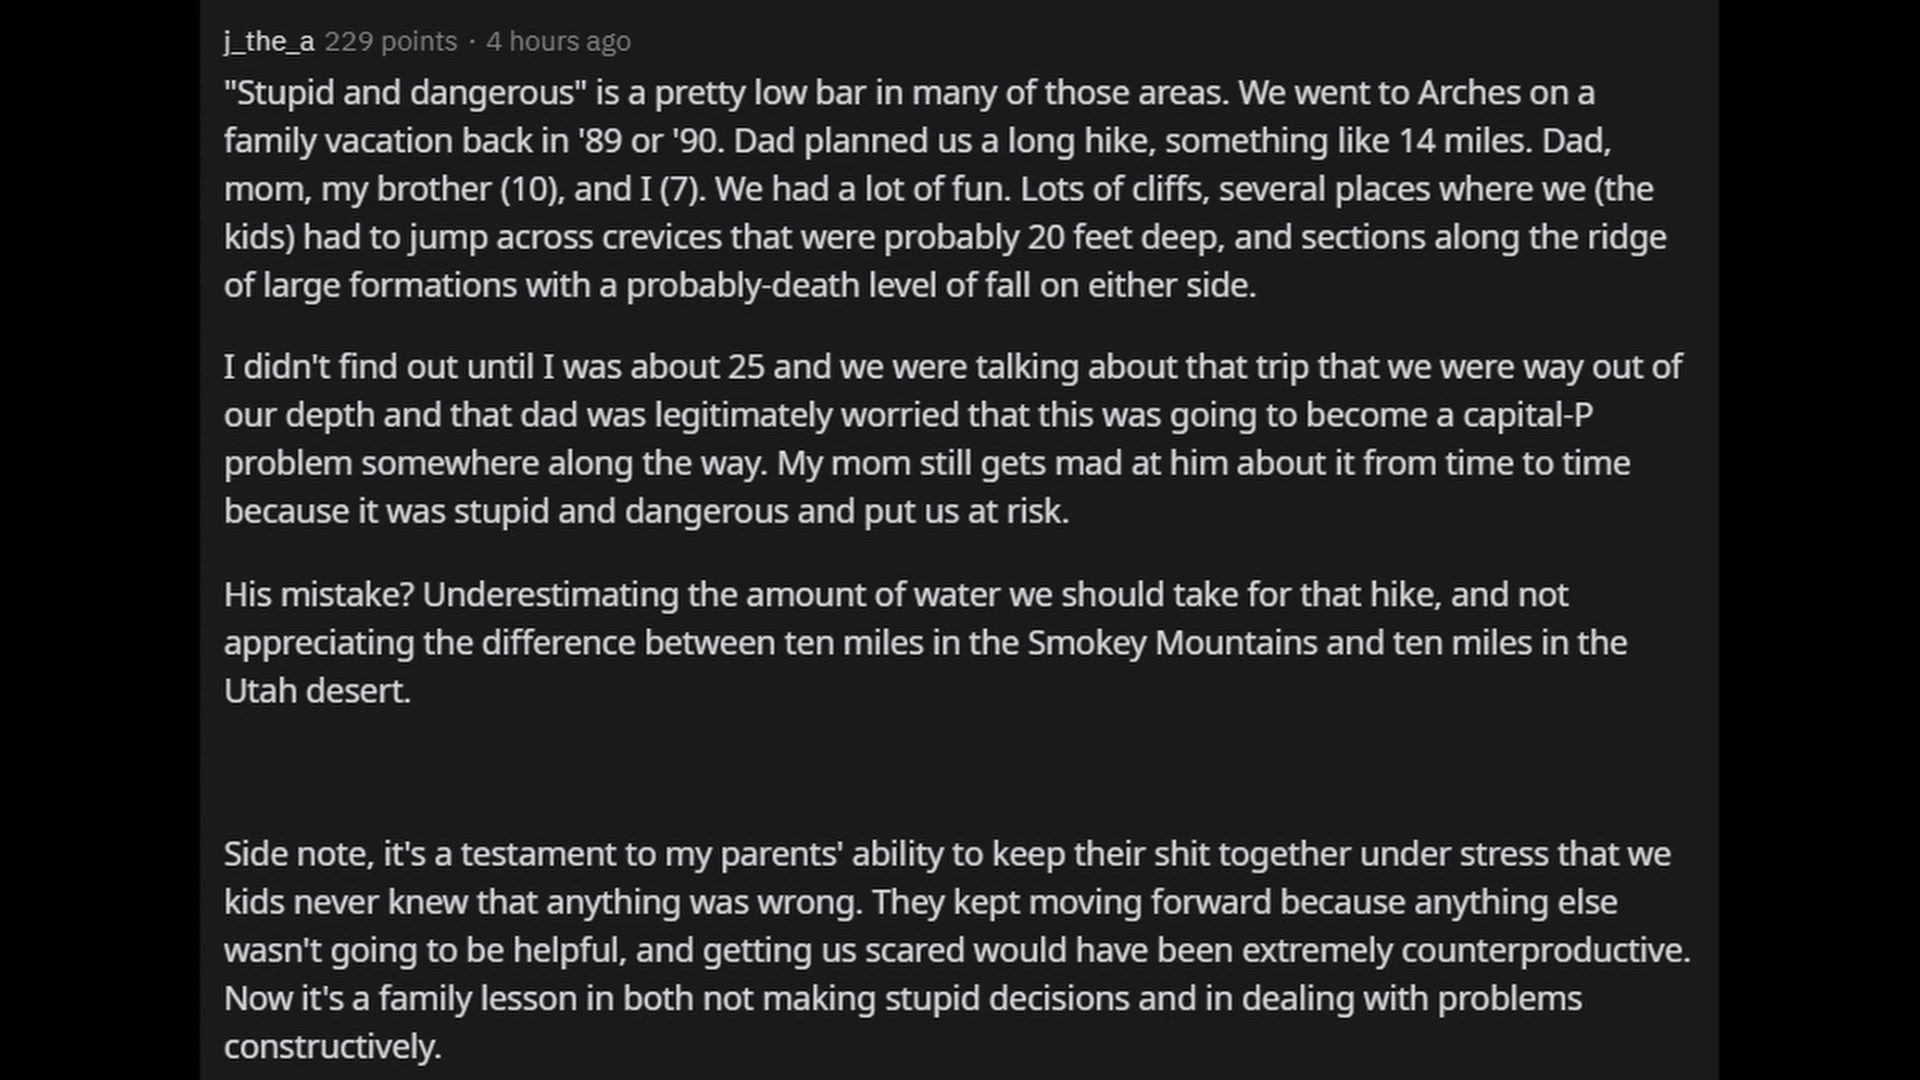 j_the_a 229 points · 4 hours ago
"Stupid and dangerous" is a pretty low bar in many of those areas. We went to Arches on a
family vacation back in '89 or '90. Dad planned us a long hike, something like 14 miles. Dad,
mom, my brother (10), and I (7). We had a lot of fun. Lots of cliffs, several places where we (the
kids) had to jump across crevices that were probably 20 feet deep, and sections along the ridge
of large formations with a probably-death level of fall on either side.
I didn't find out until I was about 25 and we were talking about that trip that we were way out of
our depth and that dad was legitimately worried that this was going to become a capital-P
problem somewhere along the way. My mom still gets mad at him about it from time to time
because it was stupid and dangerous and put us at risk.
His mistake? Underestimating the amount of water we should take for that hike, and not
appreciating the difference between ten miles in the Smokey Mountains and ten miles in the
Utah desert.
Side note, it's a testament to my parents' ability to keep their shit together under stress that we
kids never knew that anything was wrong. They kept moving forward because anything else
wasn't going to be helpful, and getting us scared would have been extremely counterproductive.
Now it's a family lesson in both not making stupid decisions and in dealing with problems
constructively.